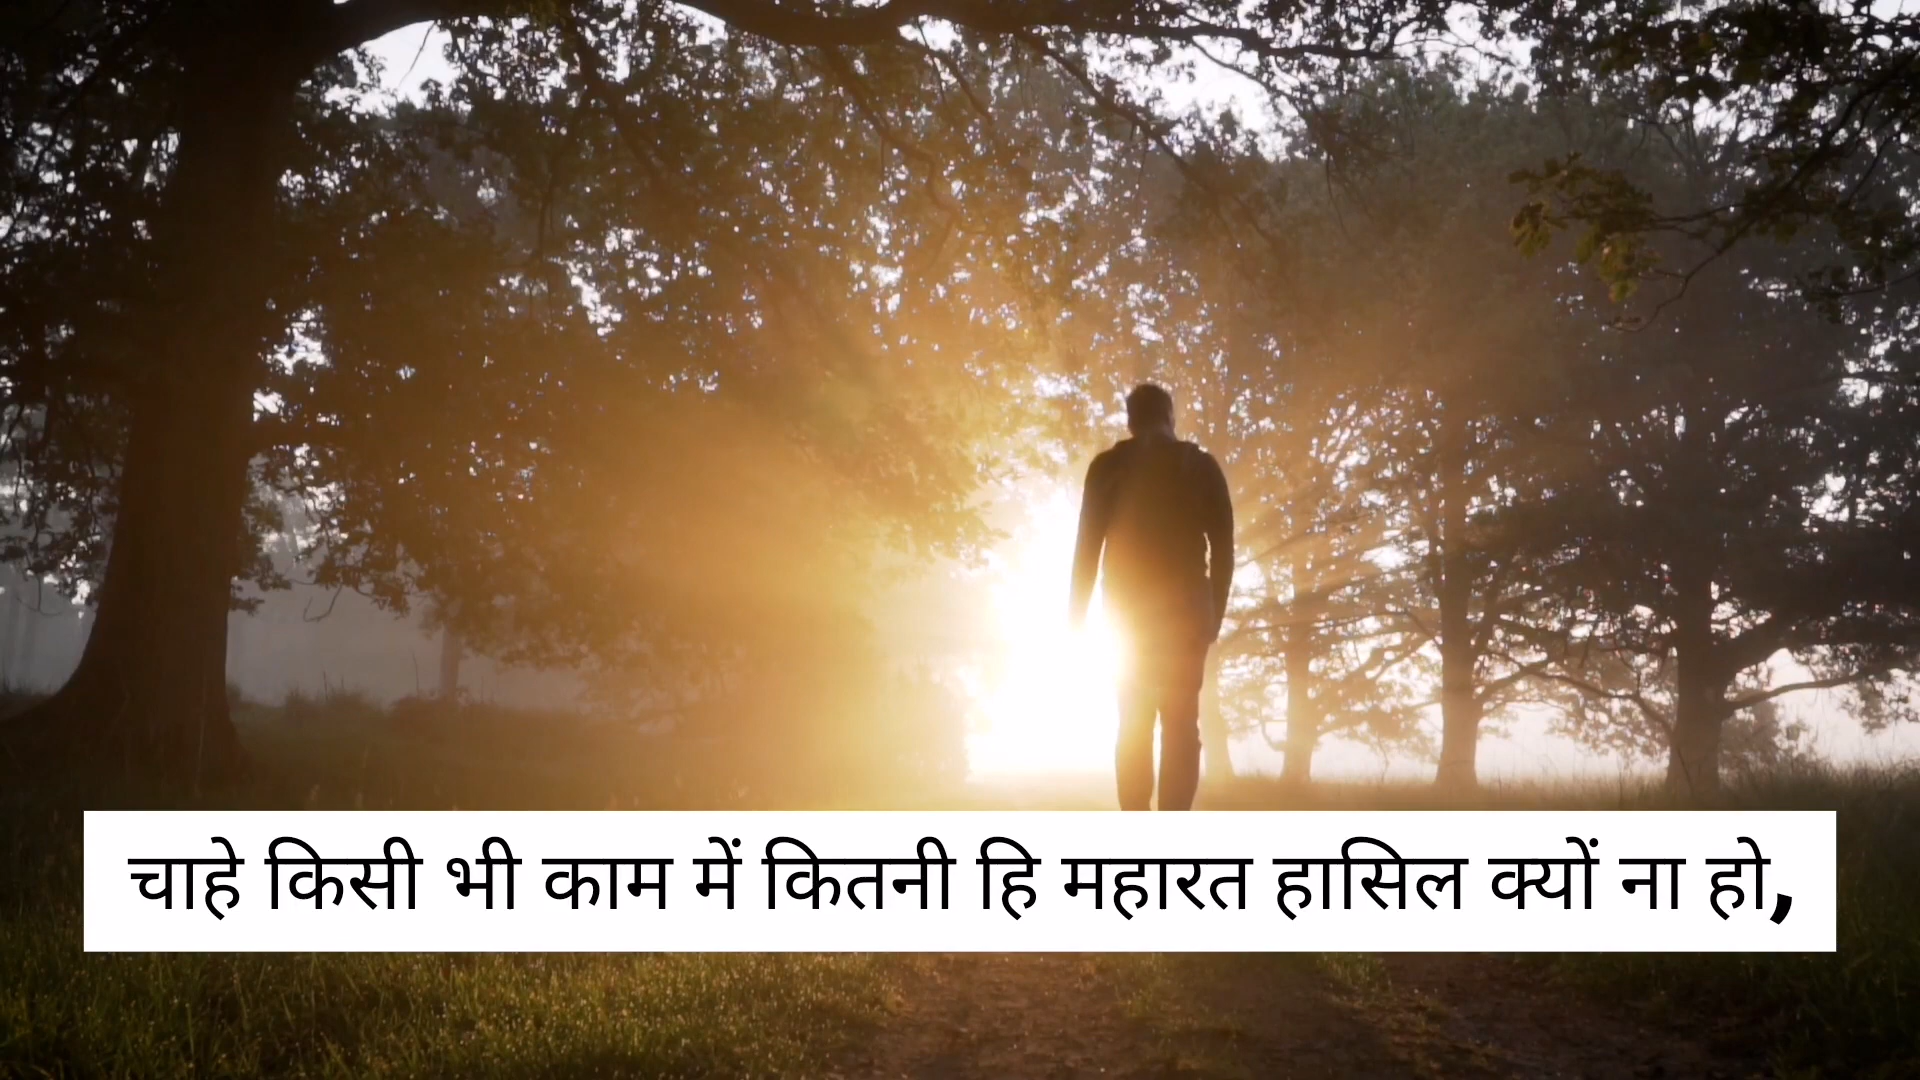 चाहे किसी भी काम में कितनी हि महारत हासिल क्यों ना हो,